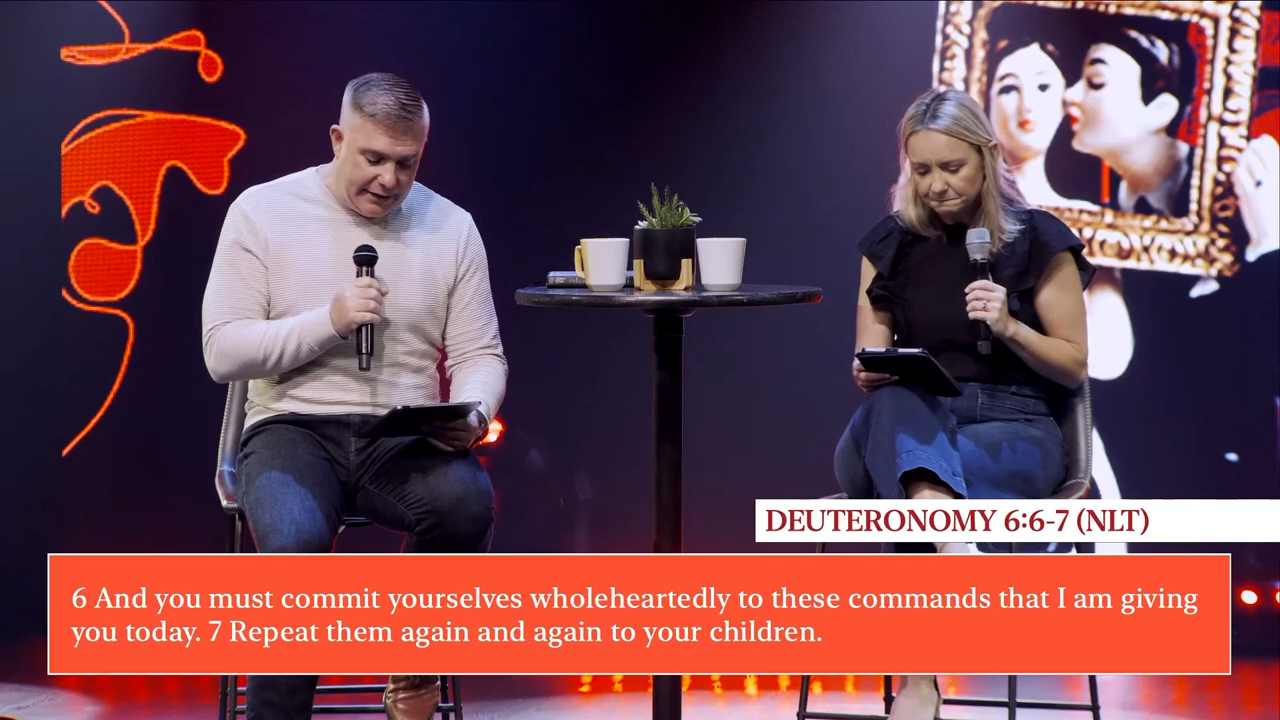 DEUTERONOMY 6:6-7 (NLT)
6 And you must commit yourselves wholeheartedly to these commands that I am giving
you today. 7 Repeat them again and again to your children.